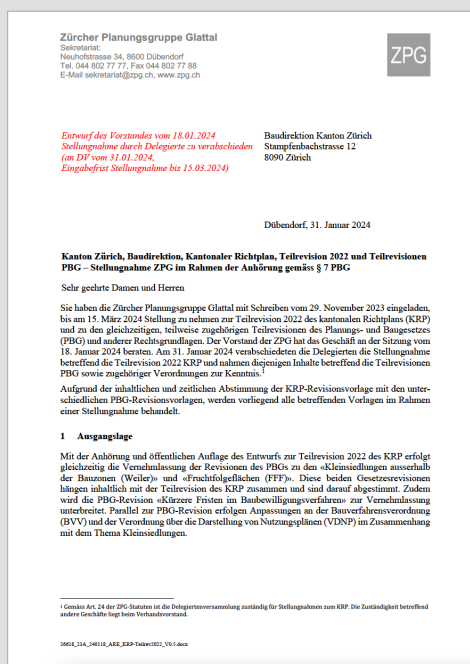 Zürcher Planungsgruppe Glattal
Sekretariat:
Neuhofstrasse 34, 8600 Dübendorf
Tel. 044 802 77 77, Fax 044 802 77 88
E-Mail sekretariat@zpg.ch, www.zpg.ch
ZPG
Entwurf des Vorstandes vom 18.01.2024
Stellungnahme durch Delegierte zu verabschieden
(an DV vom 31.01.2024,
Eingabefrist Stellungnahme bis 15.03.2024)
Baudirektion Kanton Zürich
Stampfenbachstrasse 12
8090 Zürich
Dübendorf, 31. Januar 2024
Kanton Zürich, Baudirektion, Kantonaler Richtplan, Teilrevision 2022 und Teilrevisionen
PBG – Stellungnahme ZPG im Rahmen der Anhörung gemäss § 7 PBG
Sehr geehrte Damen und Herren
Sie haben die Zürcher Planungsgruppe Glattal mit Schreiben vom 29. November 2023 eingeladen,
bis am 15. März 2024 Stellung zu nehmen zur Teilrevision 2022 des kantonalen Richtplans (KRP)
und zu den gleichzeitigen, teilweise zugehörigen Teilrevisionen des Planungs- und Baugesetzes
(PBG) und anderer Rechtsgrundlagen. Der Vorstand der ZPG hat das Geschäft an der Sitzung vom
18. Januar 2024 beraten. Am 31. Januar 2024 verabschiedeten die Delegierten die Stellungnahme
betreffend die Teilrevision 2022 KRP und nahmen diejenigen Inhalte betreffend die Teilrevisionen
PBG sowie zugehöriger Verordnungen zur Kenntnis.¹
Aufgrund der inhaltlichen und zeitlichen Abstimmung der KRP-Revisionsvorlage mit den unter-
schiedlichen PBG-Revisionsvorlagen, werden vorliegend alle betreffenden Vorlagen im Rahmen
einer Stellungnahme behandelt.
1 Ausgangslage
Mit der Anhörung und öffentlichen Auflage des Entwurfs zur Teilrevision 2022 des KRP erfolgt
gleichzeitig die Vernehmlassung der Revisionen des PBGs zu den «Kleinsiedlungen ausserhalb
der Bauzonen (Weiler)» und «Fruchtfolgeflächen (FFF)». Diese beiden Gesetzesrevisionen
hängen inhaltlich mit der Teilrevision des KRP zusammen und sind darauf abgestimmt. Zudem
wird die PBG-Revision «Kürzere Fristen im Baubewilligungsverfahren» zur Vernehmlassung
unterbreitet. Parallel zur PBG-Revision erfolgen Anpassungen an der Bauverfahrensverordnung
(BVV) und der Verordnung über die Darstellung von Nutzungsplänen (VDNP) im Zusammenhang
mit dem Thema Kleinsiedlungen.
¹ Gemäss Art. 24 der ZPG-Statuten ist die Delegiertenversammlung zuständig für Stellungnahmen zum KRP. Die Zuständigkeit betreffend
andere Geschäfte liegt beim Verbandsvorstand.
26628_23A_240118_ARE_KRP-Teilrev2022_V0.5.docx